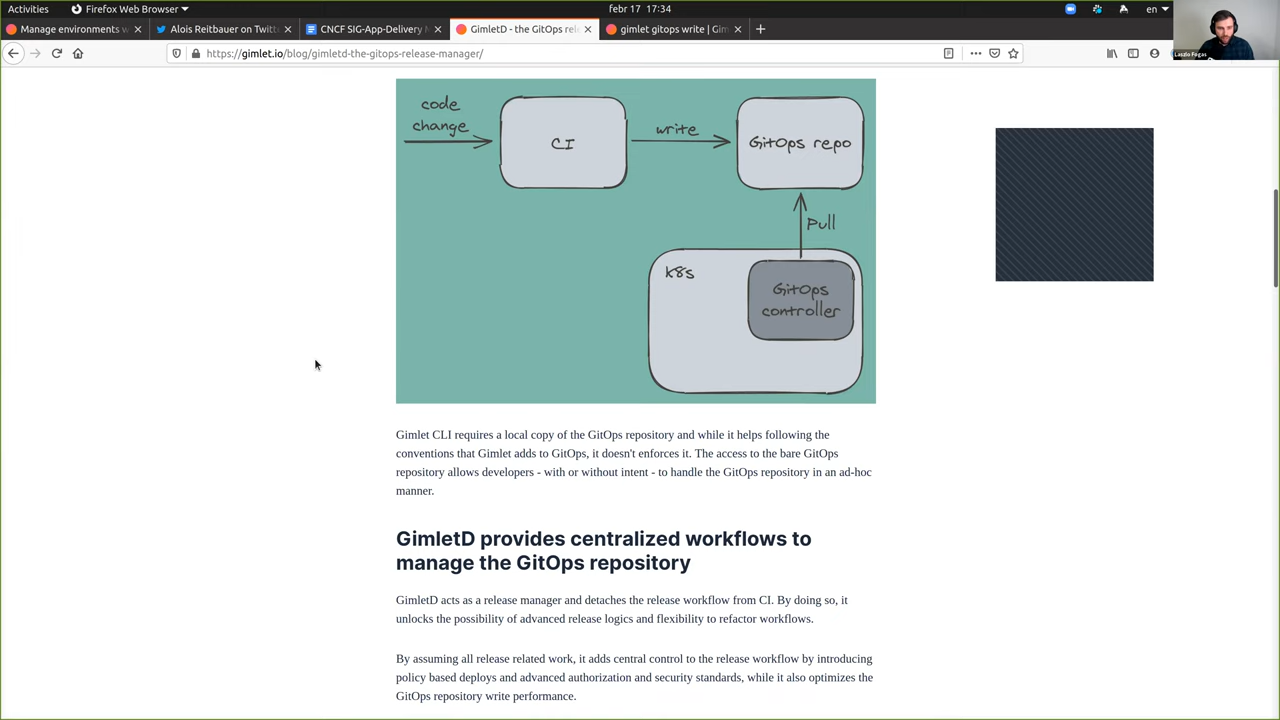 Activities
Firefox Web Browser
febr 17 17:34
en
Manage environments w
Alois Reitbauer on Twitt
CNCF SIG-App-Delivery M
GimletD - the GitOps rel
gimlet gitops write | Gim
https://gimlet.io/blog/gimletd-the-gitops-release-manager/
Laszlo Fogas
code
change
CI
write
GitOps repo
Pull
k8s
GitOps
controller
Gimlet CLI requires a local copy of the GitOps repository and while it helps following the
conventions that Gimlet adds to GitOps, it doesn't enforces it. The access to the bare GitOps
repository allows developers - with or without intent - to handle the GitOps repository in an ad-hoc
manner.
GimletD provides centralized workflows to
manage the GitOps repository
GimletD acts as a release manager and detaches the release workflow from CI. By doing so, it
unlocks the possibility of advanced release logics and flexibility to refactor workflows.
By assuming all release related work, it adds central control to the release workflow by introducing
policy based deploys and advanced authorization and security standards, while it also optimizes the
GitOps repository write performance.